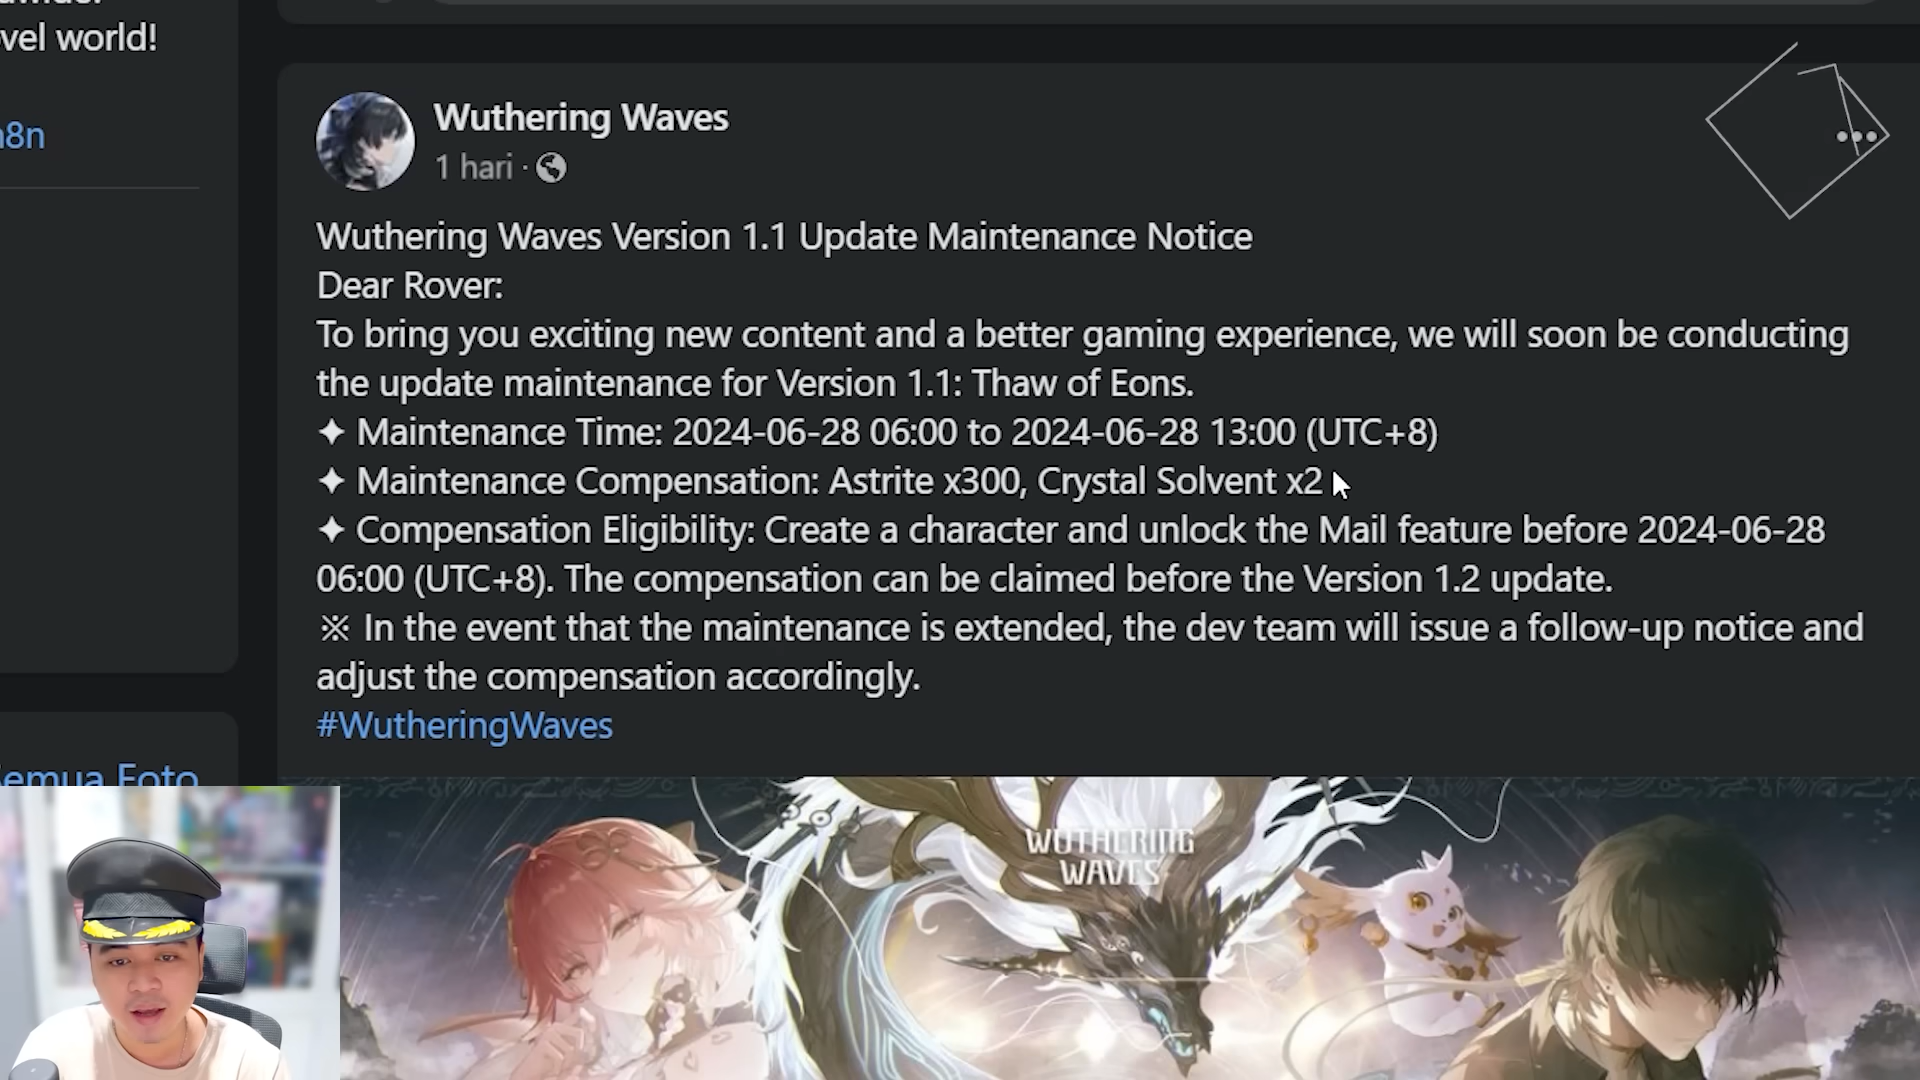 vel world!
n8n
Wuthering Waves
1 hari ·
Wuthering Waves Version 1.1 Update Maintenance Notice
Dear Rover:
To bring you exciting new content and a better gaming experience, we will soon be conducting
the update maintenance for Version 1.1: Thaw of Eons.
✦ Maintenance Time: 2024-06-28 06:00 to 2024-06-28 13:00 (UTC+8)
✦ Maintenance Compensation: Astrite x300, Crystal Solvent x2
✦ Compensation Eligibility: Create a character and unlock the Mail feature before 2024-06-28
06:00 (UTC+8). The compensation can be claimed before the Version 1.2 update.
※ In the event that the maintenance is extended, the dev team will issue a follow-up notice and
adjust the compensation accordingly.
#WutheringWaves
Semua Foto
WUTHERING
WAVES